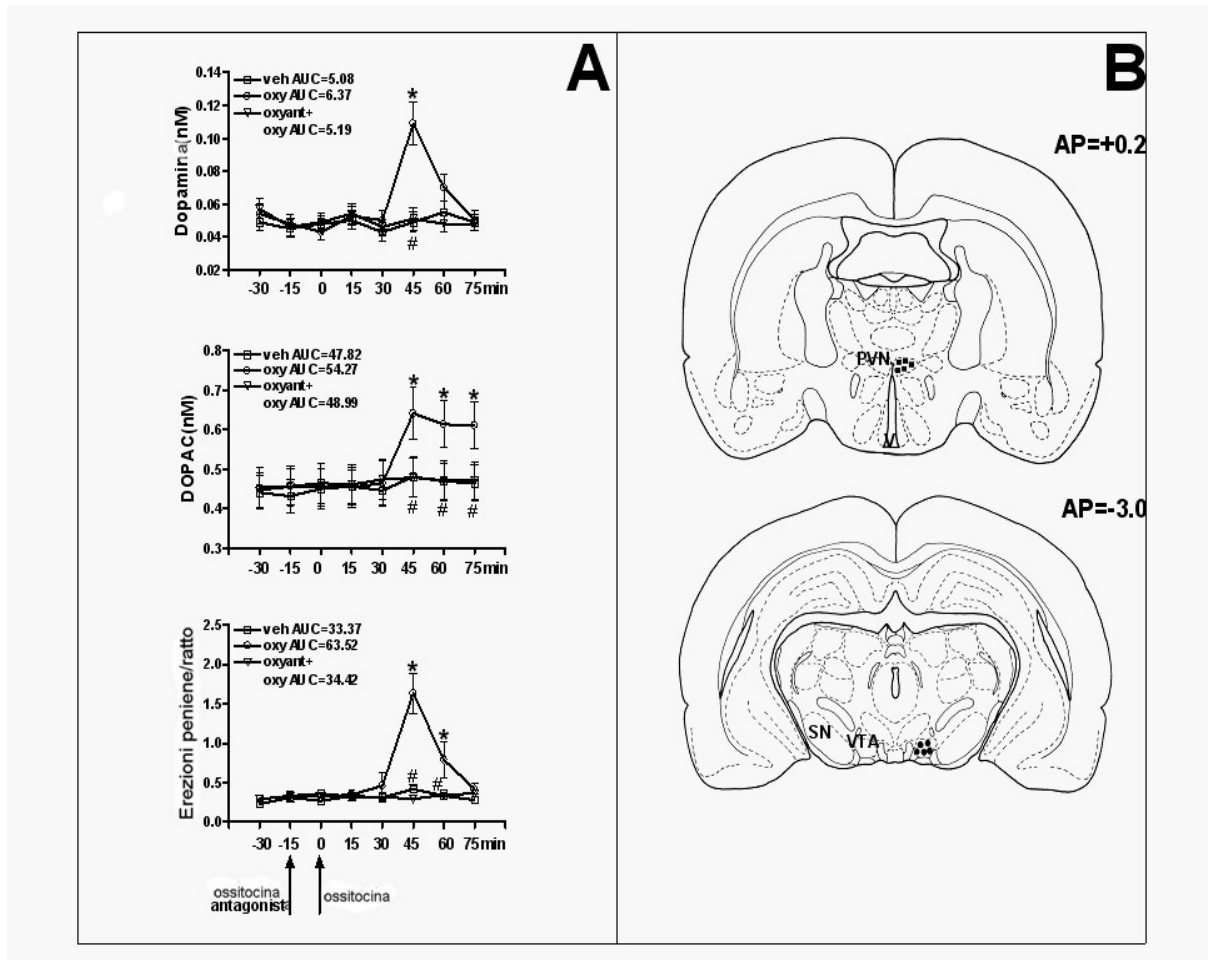 A
0.14
0.12
0.10
0.08
0.06
0.04
0.02
Dopamina(nM)
veh AUC=5.08
oxy AUC=6.37
oxyant+
oxy AUC=5.19
*
#
-30 -15 0 15 30 45 60 75min
0.8
0.7
0.6
0.5
0.4
0.3
DOPAC(nM)
veh AUC=47.82
oxy AUC=54.27
oxyant+
oxy AUC=48.99
* * *
# # #
-30 -15 0 15 30 45 60 75min
2.5
2.0
1.5
1.0
0.5
0.0
Erezioni peniene/ratto
veh AUC=33.37
oxy AUC=63.52
oxyant+
oxy AUC=34.42
*
*
# #
-30 -15 0 15 30 45 60 75min
ossitocina
antagonista
ossitocina
B
AP=+0.2
PVN
V
AP=-3.0
SN
VTA